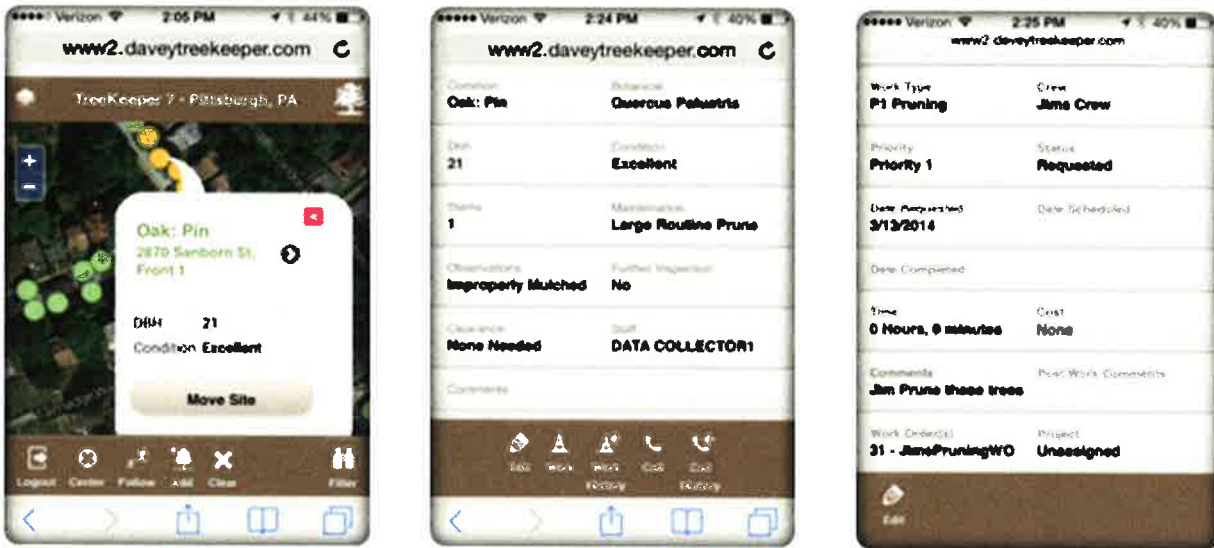 Verizon 2:05 PM 44%
www2.daveytreekeeper.com
TreeKeeper 7 - Pittsburgh, PA
+
-
Oak: Pin
2870 Sanborn St,
Front 1
DBH 21
Condition Excellent
Move Site
Logout Center Follow Add Clear Filter
Verizon 2:24 PM 40%
www2.daveytreekeeper.com
Common Botanical
Oak: Pin Quercus Palustris
DBH Condition
21 Excellent
Stems Maintenance
1 Large Routine Prune
Observations Further Inspection
Improperly Mulched No
Clearance Staff
None Needed DATA COLLECTOR1
Comments
Edit Work Work Call Call
History History
Verizon 2:25 PM 40%
www2.daveytreekeeper.com
Work Type Crew
P1 Pruning Jims Crew
Priority Status
Priority 1 Requested
Date Requested Date Scheduled
3/13/2014
Date Completed
Time Cost
0 Hours, 0 minutes None
Comments Post Work Comments
Jim Prune these trees
Work Order(s) Project
31 - JimsPruningWO Unassigned
Edit